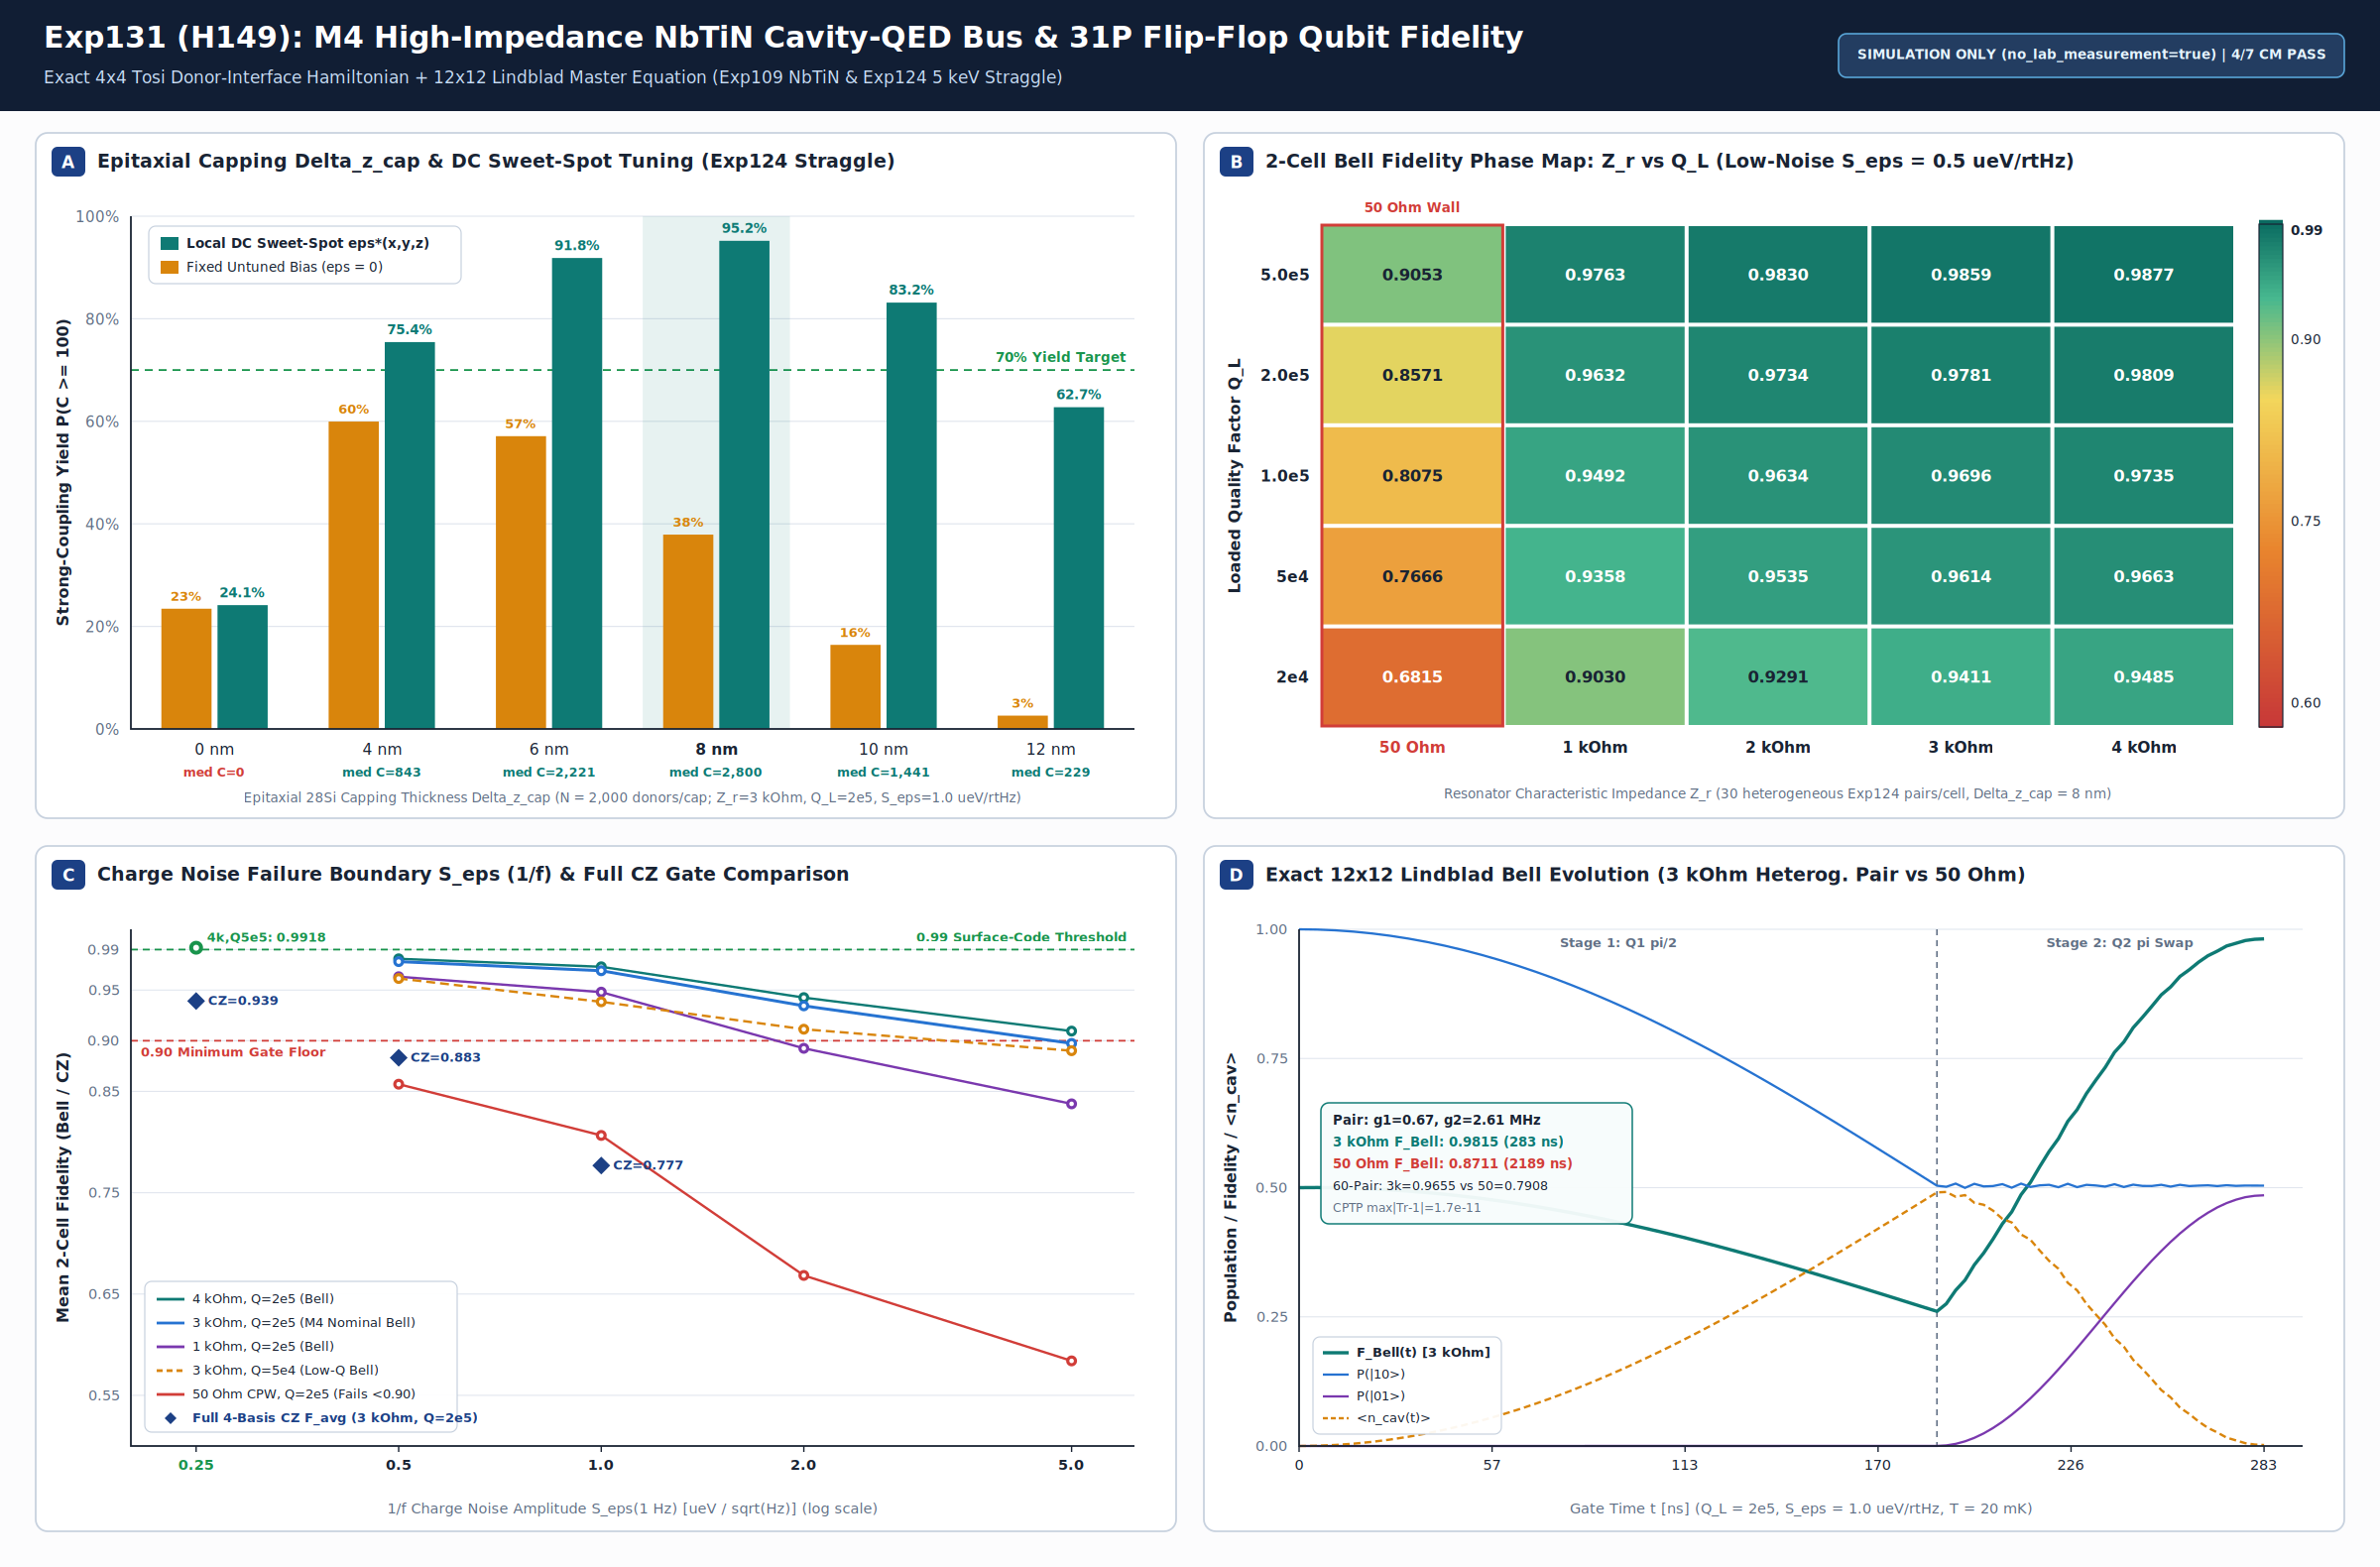 Exp131 (H149): M4 High-Impedance NbTiN Cavity-QED Bus & 31P Flip-Flop Qubit Fidelity
Exact 4x4 Tosi Donor-Interface Hamiltonian + 12x12 Lindblad Master Equation (Exp109 NbTiN & Exp124 5 keV Straggle)
SIMULATION ONLY (no_lab_measurement=true) | 4/7 CM PASS
A Epitaxial Capping Delta_z_cap & DC Sweet-Spot Tuning (Exp124 Straggle)
Strong-Coupling Yield P(C >= 100)
100%
80%
60%
40%
20%
0%
Local DC Sweet-Spot eps*(x,y,z)
Fixed Untuned Bias (eps = 0)
70% Yield Target
23% 24.1%
60% 75.4%
57% 91.8%
38% 95.2%
16% 83.2%
3% 62.7%
0 nm 4 nm 6 nm 8 nm 10 nm 12 nm
med C=0 med C=843 med C=2,221 med C=2,800 med C=1,441 med C=229
Epitaxial 28Si Capping Thickness Delta_z_cap (N = 2,000 donors/cap; Z_r=3 kOhm, Q_L=2e5, S_eps=1.0 ueV/rtHz)
B 2-Cell Bell Fidelity Phase Map: Z_r vs Q_L (Low-Noise S_eps = 0.5 ueV/rtHz)
50 Ohm Wall
Loaded Quality Factor Q_L
5.0e5 0.9053 0.9763 0.9830 0.9859 0.9877
2.0e5 0.8571 0.9632 0.9734 0.9781 0.9809
1.0e5 0.8075 0.9492 0.9634 0.9696 0.9735
5e4 0.7666 0.9358 0.9535 0.9614 0.9663
2e4 0.6815 0.9030 0.9291 0.9411 0.9485
50 Ohm 1 kOhm 2 kOhm 3 kOhm 4 kOhm
0.99
0.90
0.75
0.60
Resonator Characteristic Impedance Z_r (30 heterogeneous Exp124 pairs/cell, Delta_z_cap = 8 nm)
C Charge Noise Failure Boundary S_eps (1/f) & Full CZ Gate Comparison
Mean 2-Cell Fidelity (Bell / CZ)
0.99
0.95
0.90
0.85
0.75
0.65
0.55
4k,Q5e5: 0.9918
0.99 Surface-Code Threshold
CZ=0.939
0.90 Minimum Gate Floor
CZ=0.883
CZ=0.777
4 kOhm, Q=2e5 (Bell)
3 kOhm, Q=2e5 (M4 Nominal Bell)
1 kOhm, Q=2e5 (Bell)
3 kOhm, Q=5e4 (Low-Q Bell)
50 Ohm CPW, Q=2e5 (Fails <0.90)
Full 4-Basis CZ F_avg (3 kOhm, Q=2e5)
0.25 0.5 1.0 2.0 5.0
1/f Charge Noise Amplitude S_eps(1 Hz) [ueV / sqrt(Hz)] (log scale)
D Exact 12x12 Lindblad Bell Evolution (3 kOhm Heterog. Pair vs 50 Ohm)
Population / Fidelity / <n_cav>
1.00
0.75
0.50
0.25
0.00
Stage 1: Q1 pi/2
Stage 2: Q2 pi Swap
Pair: g1=0.67, g2=2.61 MHz
3 kOhm F_Bell: 0.9815 (283 ns)
50 Ohm F_Bell: 0.8711 (2189 ns)
60-Pair: 3k=0.9655 vs 50=0.7908
CPTP max|Tr-1|=1.7e-11
F_Bell(t) [3 kOhm]
P(|10>)
P(|01>)
<n_cav(t)>
0 57 113 170 226 283
Gate Time t [ns] (Q_L = 2e5, S_eps = 1.0 ueV/rtHz, T = 20 mK)